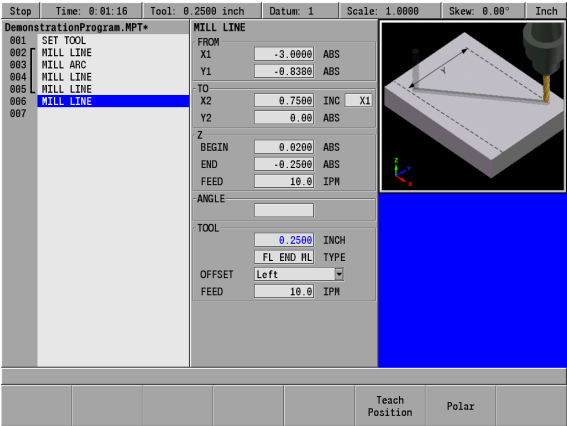 Stop Time: 0:01:16 Tool: 0.2500 inch Datum: 1 Scale: 1.0000 Skew: 0.00° Inch
DemonstrationProgram.MPT*
001 SET TOOL
002 MILL LINE
003 MILL ARC
004 MILL LINE
005 MILL LINE
006 MILL LINE
007
MILL LINE
FROM
X1 -3.0000 ABS
Y1 -0.8380 ABS
TO
X2 0.7500 INC X1
Y2 0.00 ABS
Z
BEGIN 0.0200 ABS
END -0.2500 ABS
FEED 10.0 IPM
ANGLE
TOOL
0.2500 INCH
FL END ML TYPE
OFFSET Left
FEED 10.0 IPM
Y
Z
Y
X
Teach
Position
Polar